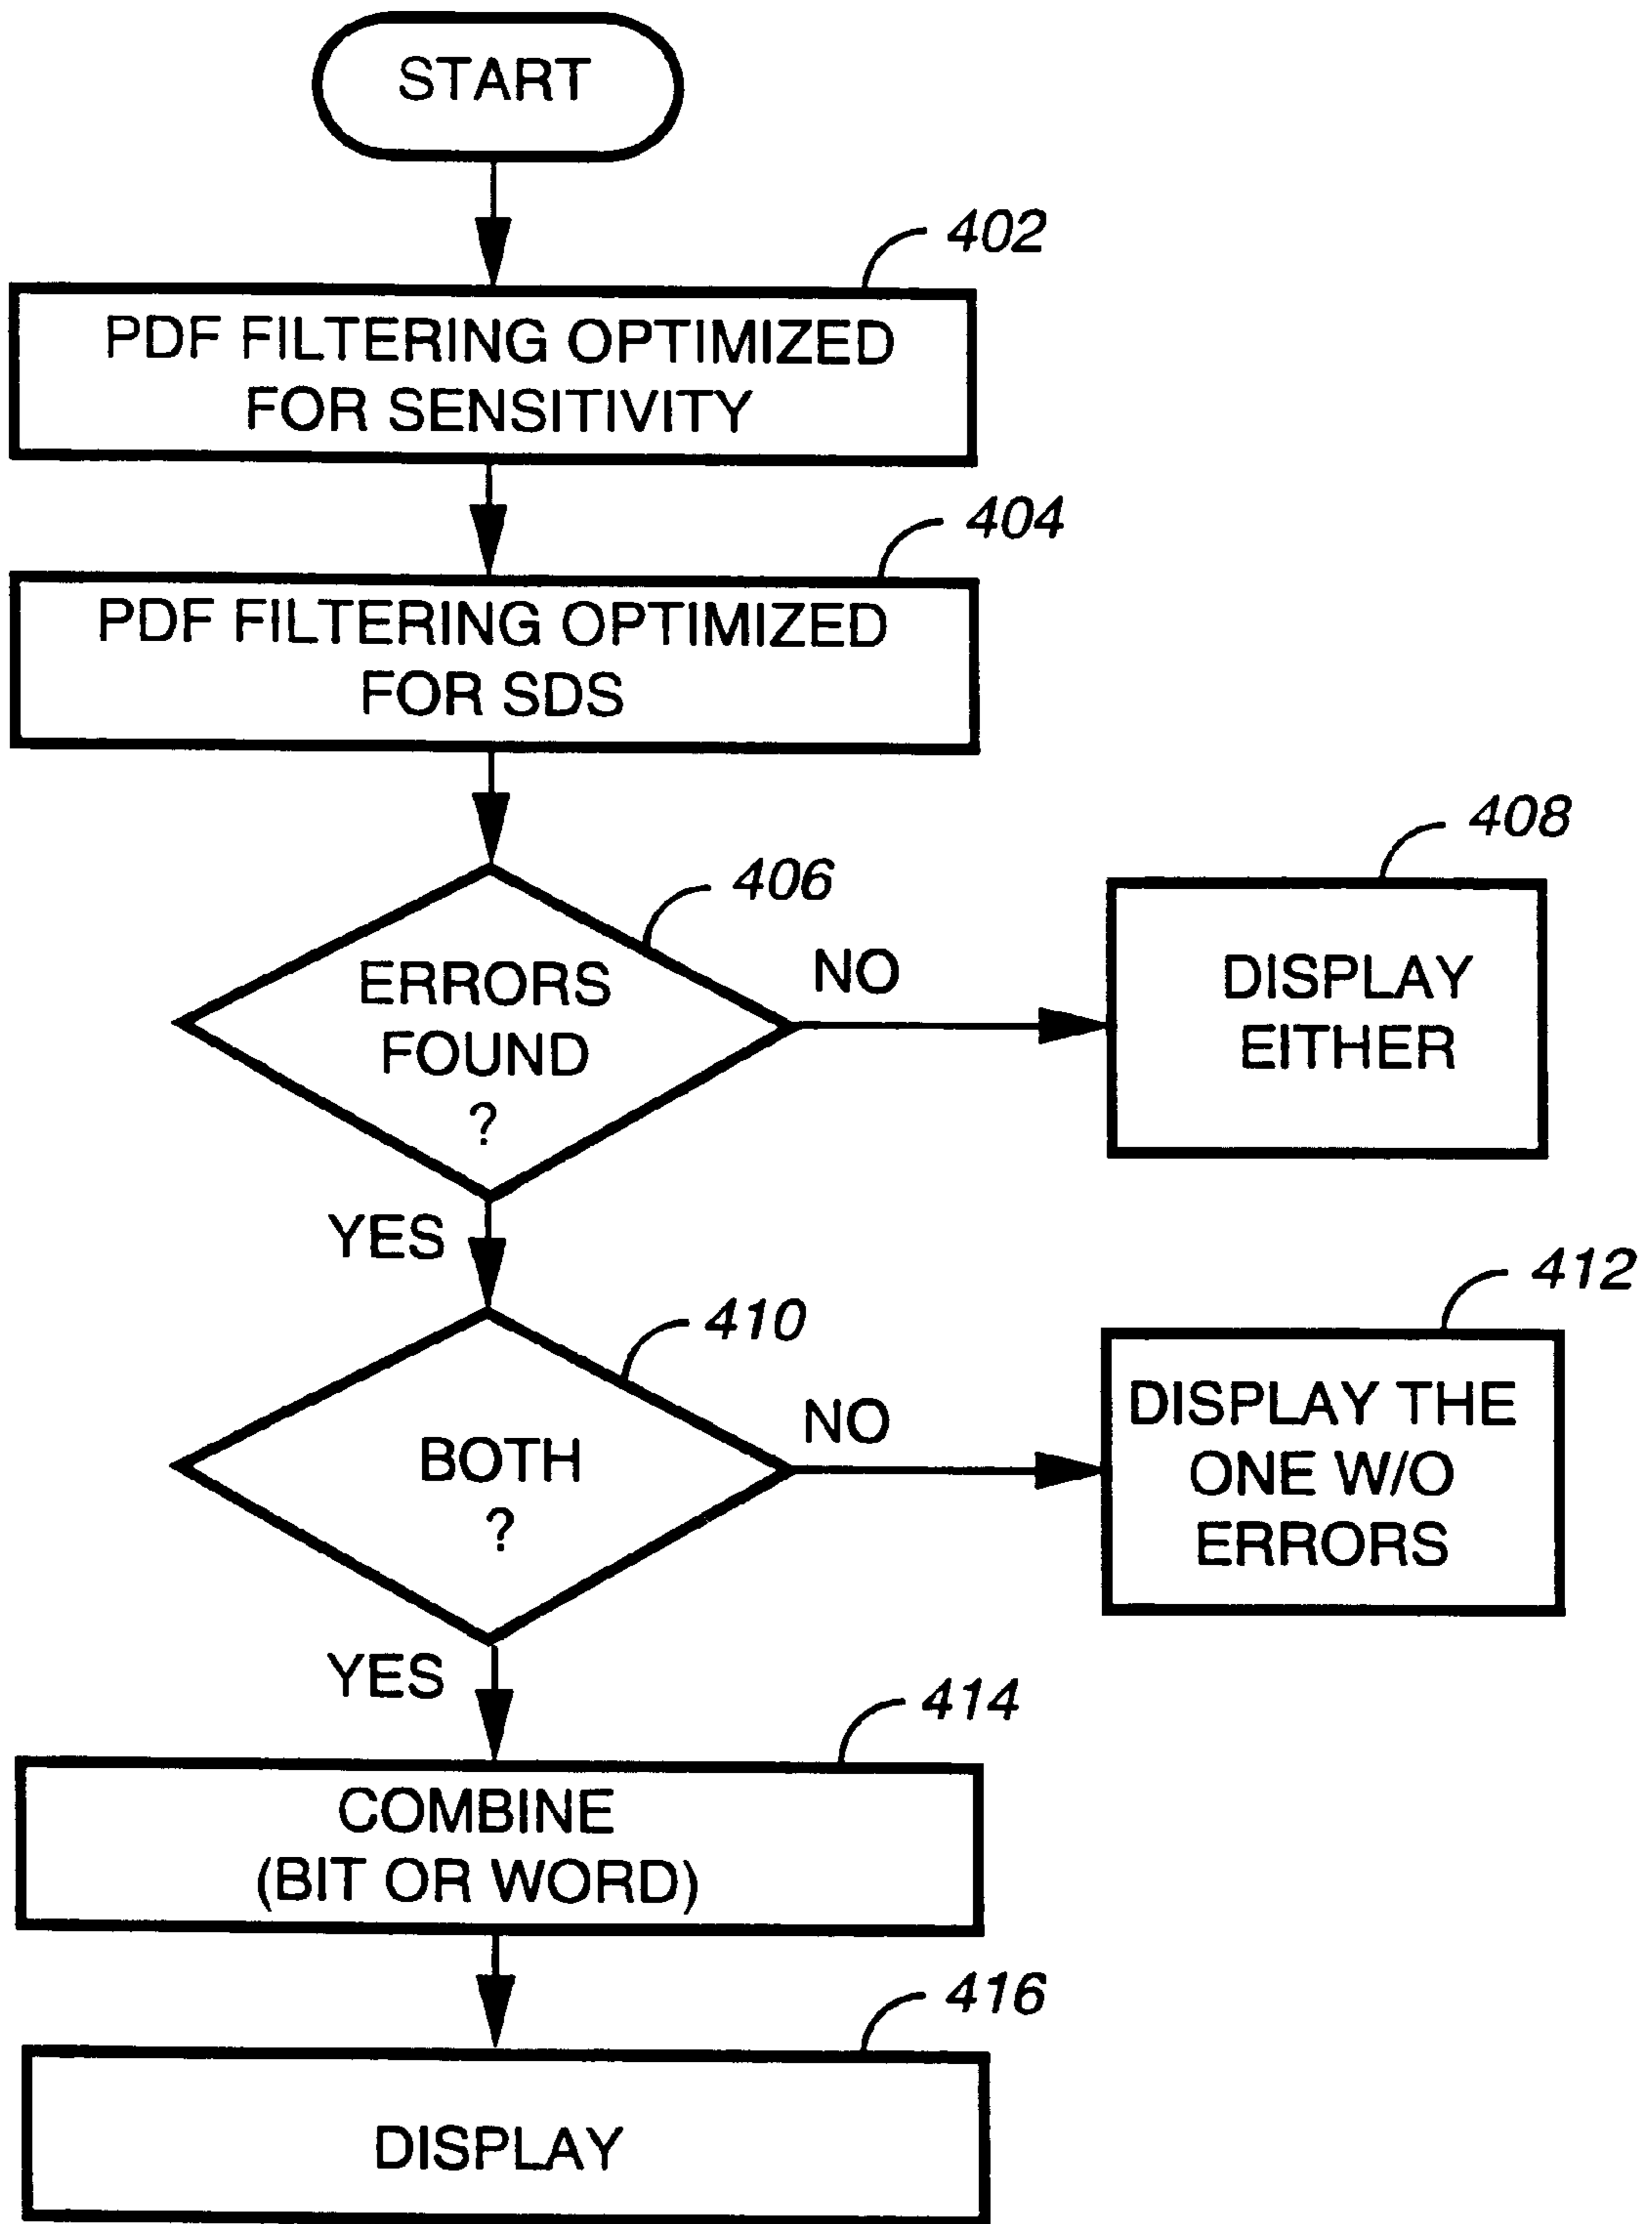 START
402
PDF FILTERING OPTIMIZED
FOR SENSITIVITY
404
PDF FILTERING OPTIMIZED
FOR SDS
406
ERRORS
FOUND
?
NO
408
DISPLAY
EITHER
YES
410
BOTH
?
NO
412
DISPLAY THE
ONE W/O
ERRORS
YES
414
COMBINE
(BIT OR WORD)
416
DISPLAY